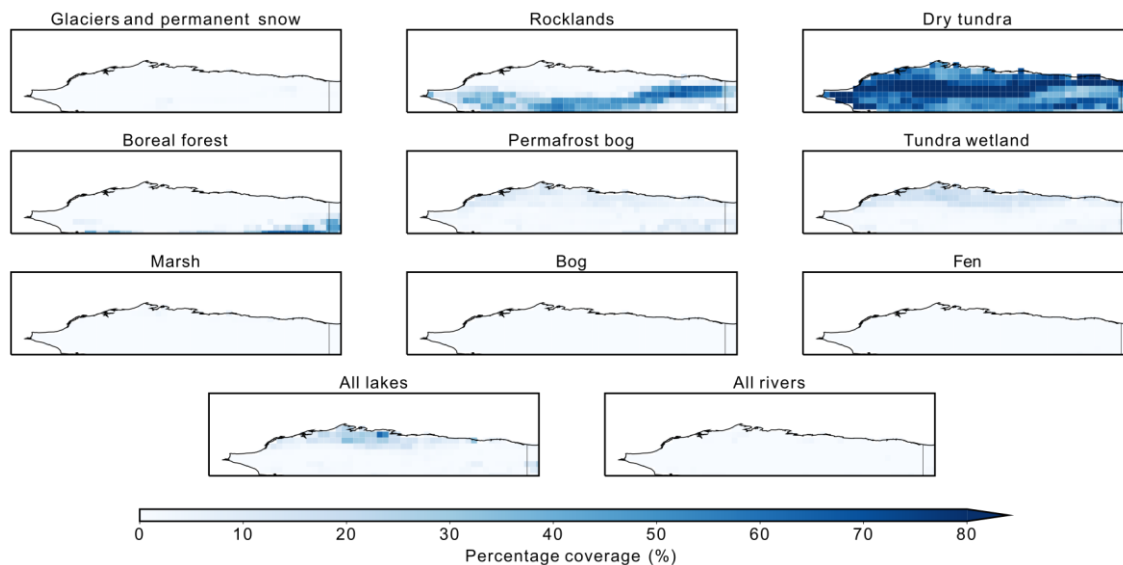 Glaciers and permanent snow
Rocklands
Dry tundra
Boreal forest
Permafrost bog
Tundra wetland
Marsh
Bog
Fen
All lakes
All rivers
0 10 20 30 40 50 60 70 80
Percentage coverage (%)